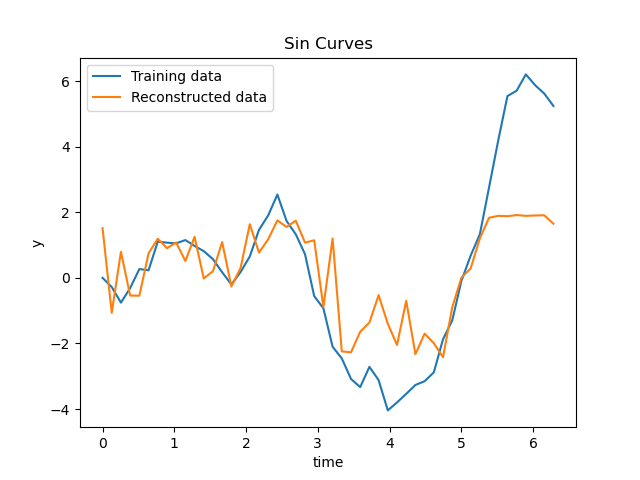 Sin Curves
Training data
Reconstructed data
6
4
2
0
−2
−4
y
0 1 2 3 4 5 6
time